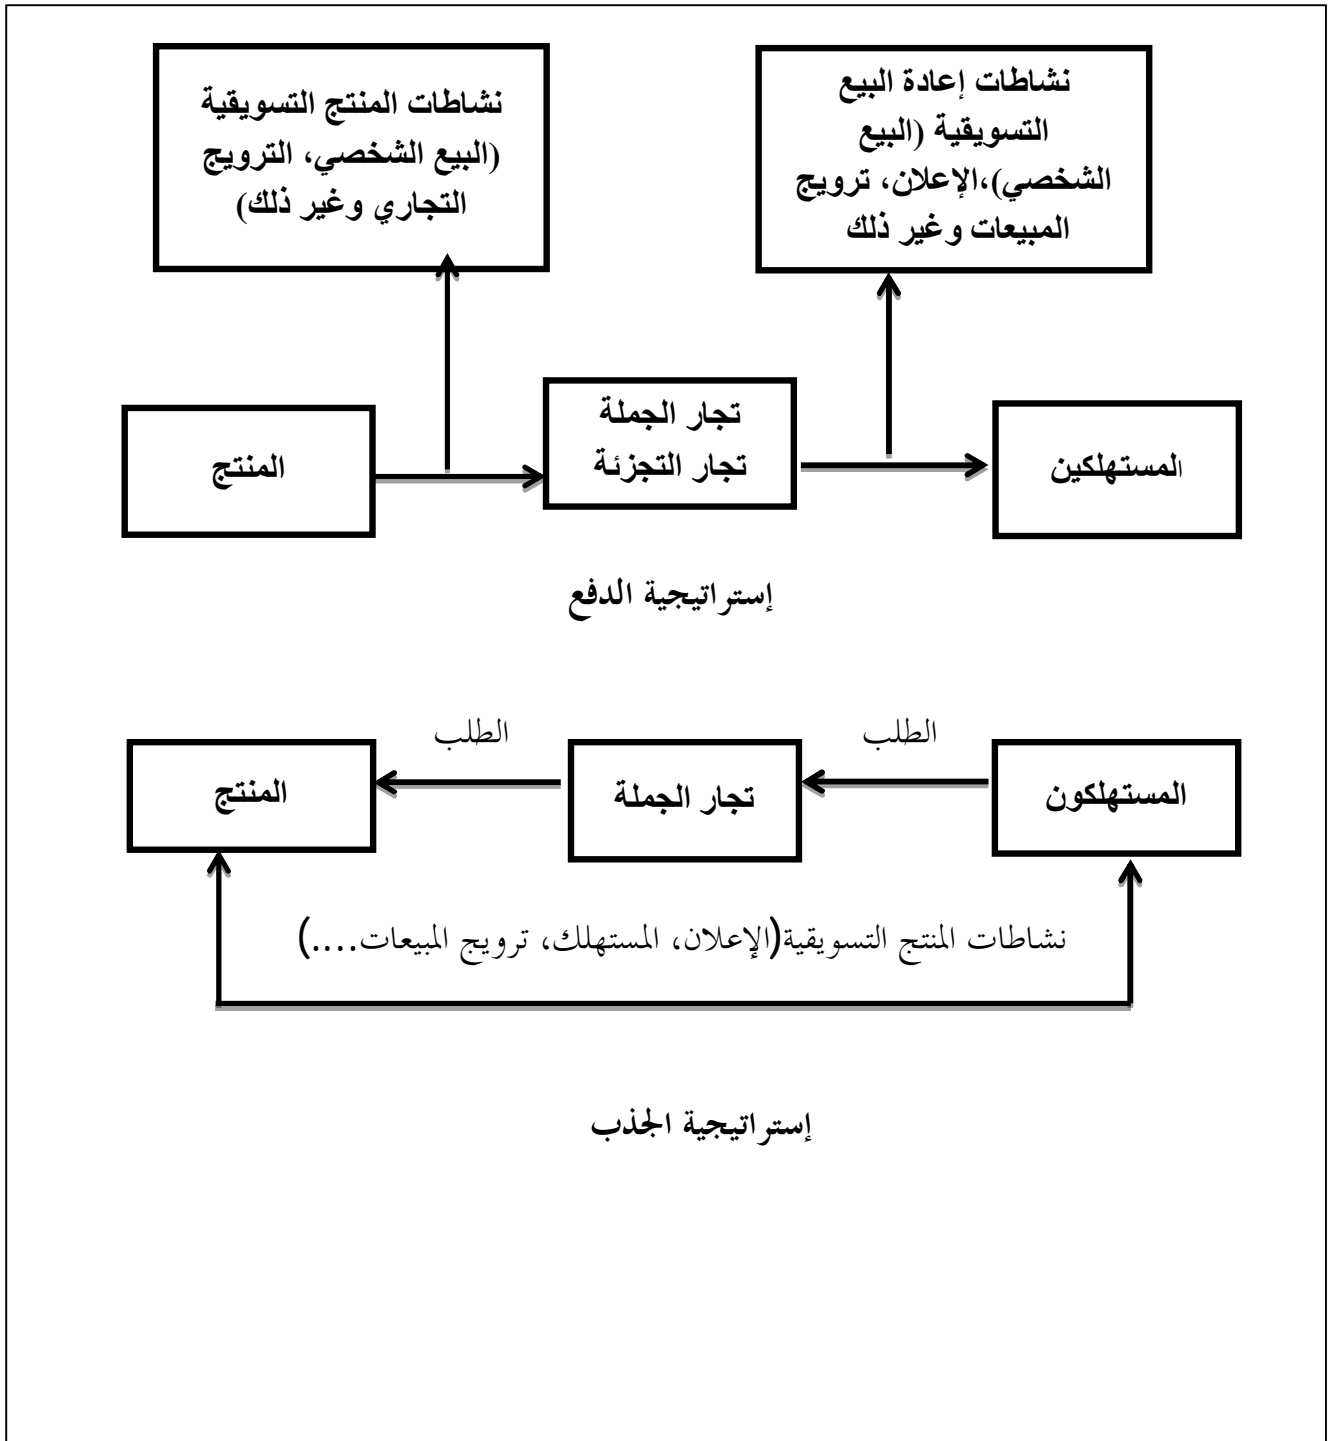 نشاطات المنتج التسويقية
(البيع الشخصي، الترويج
التجاري وغير ذلك)
نشاطات إعادة البيع
التسويقية (البيع
الشخصي)،الإعلان، ترويج
المبيعات وغير ذلك
المنتج
تجار الجملة
تجار التجزئة
المستهلكين
إستراتيجية الدفع
الطلب
الطلب
المنتج
تجار الجملة
المستهلكون
نشاطات المنتج التسويقية(الإعلان، المستهلك، ترويج المبيعات....)
إستراتيجية الجذب